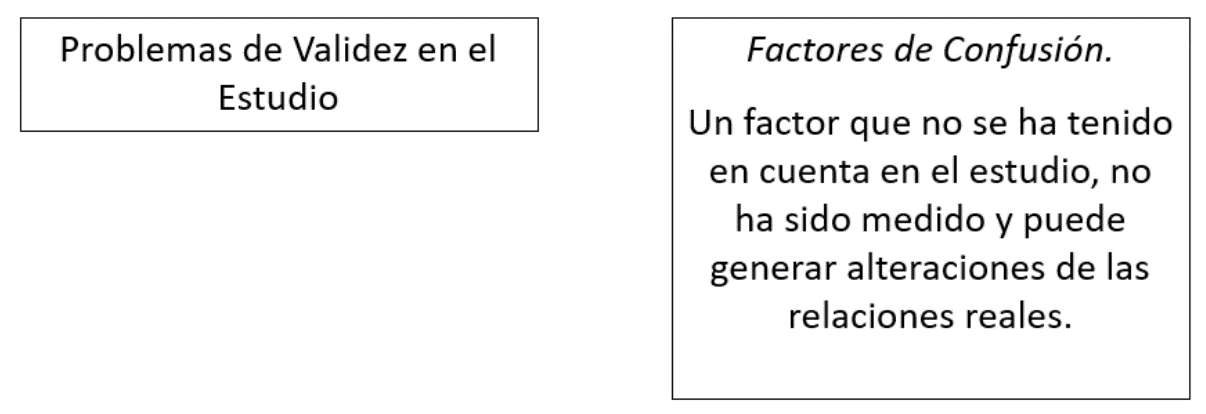 Problemas de Validez en el
Estudio
Factores de Confusión.
Un factor que no se ha tenido
en cuenta en el estudio, no
ha sido medido y puede
generar alteraciones de las
relaciones reales.